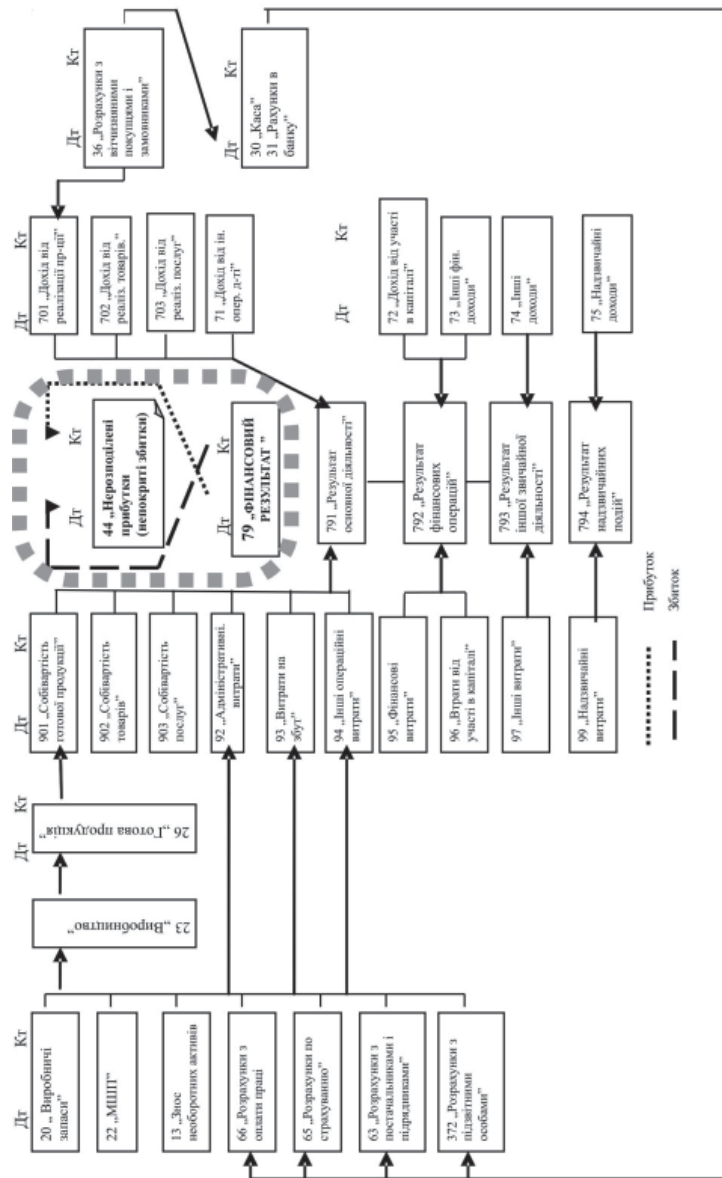 Дт Кт
20 „ Виробничі
запаси”
22 „МШП”
13 „Знос
необоротних активів
66 „Розрахунки з
оплати праці
65 „Розрахунки по
страхуванню”
63 „Розрахунки з
постачальниками і
підрядниками”
372 „Розрахунки з
підзвітними
особами”
23 „Виробництво”
Дт Кт
26 „Готова продукція”
Дт Кт
901 „Собівартість
готової продукції”
902 „Собівартість
товарів”
903 „Собівартість
послуг”
92 „Адміністративні.
витрати”
93 „Витрати на
збут”
94 „Інші операційні
витрати”
95 „Фінансові
витрати”
96 „Втрати від
участі в капіталі”
97 „Інші витрати”
99 „Надзвичайні
витрати”
Дт Кт
44 „Нерозподілені
прибутки
(непокриті збитки)
Дт Кт
79 „ФІНАНСОВИЙ
РЕЗУЛЬТАТ ”
791 „Результат
основної діяльності”
792 „Результат
фінансових
операцій”
793 „Результат
іншої звичайної
діяльності”
794 „Результат
надзвичайних
подій”
Прибуток
Збиток
Дт Кт
701 „Дохід від
реалізації пр-ції”
702 „Дохід від
реаліз. товарів.”
703 „Дохід від
реаліз. послуг”
71 „Дохід від ін.
опер. д-ті”
Дт Кт
72 „Дохід від участі
в капіталі”
73 „Інші фін.
доходи”
74 „Інші
доходи”
75 „Надзвичайні
доходи”
Дт Кт
36 „Розрахунки з
вітчизняними
покупцями і
замовниками”
Дт Кт
30 „Каса”
31 „Рахунки в
банку”